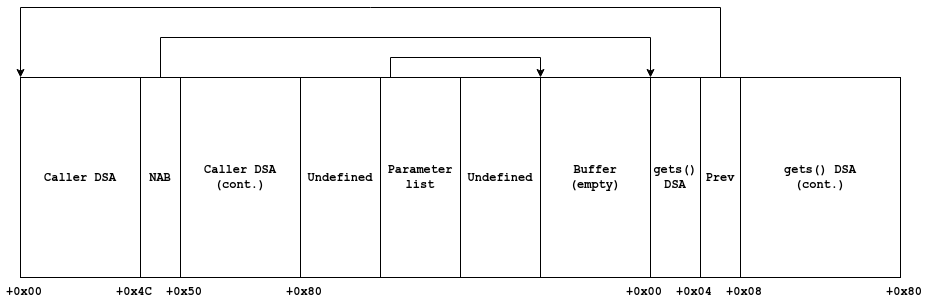 Caller DSA
NAB
Caller DSA
(cont.)
Undefined
Parameter
list
Undefined
Buffer
(empty)
gets()
DSA
Prev
gets() DSA
(cont.)
+0x00
+0x4C
+0x50
+0x80
+0x00
+0x04
+0x08
+0x80